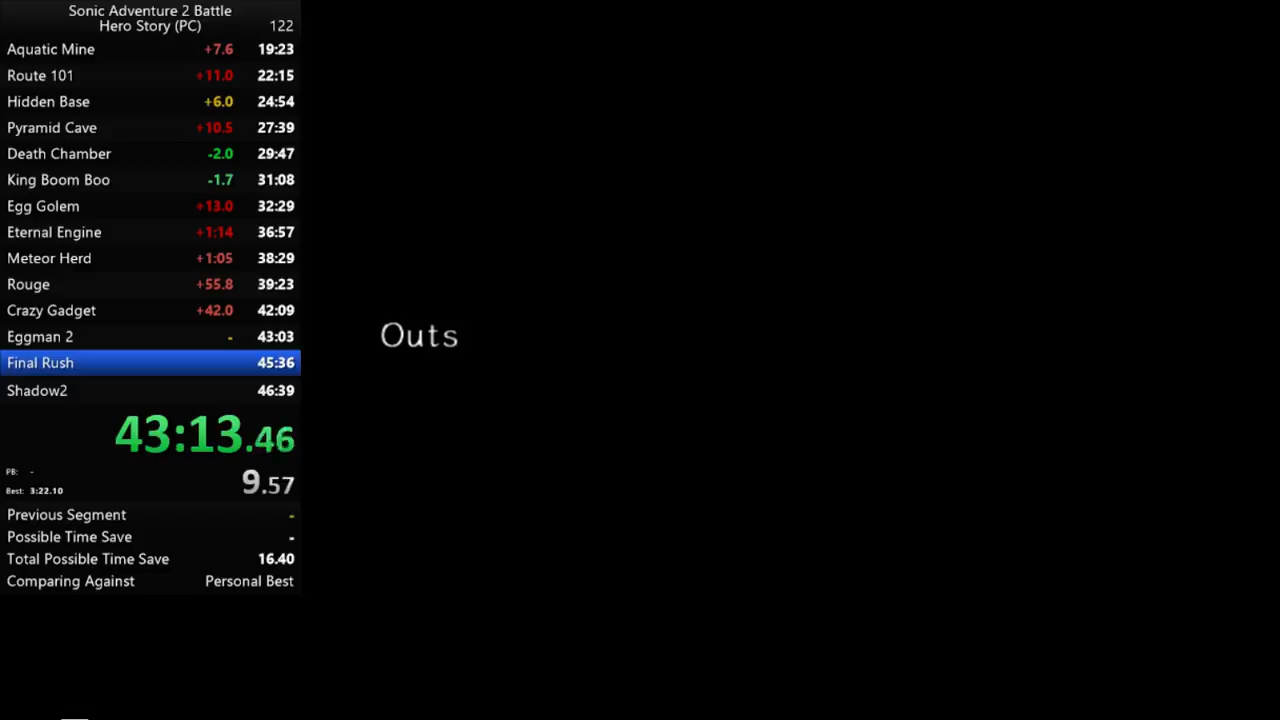 Sonic Adventure 2 Battle
Hero Story (PC) 122
Aquatic Mine +7.6 19:23
Route 101 +11.0 22:15
Hidden Base +6.0 24:54
Pyramid Cave +10.5 27:39
Death Chamber -2.0 29:47
King Boom Boo -1.7 31:08
Egg Golem +13.0 32:29
Eternal Engine +1:14 36:57
Meteor Herd +1:05 38:29
Rouge +55.8 39:23
Crazy Gadget +42.0 42:09
Eggman 2 - 43:03
Final Rush 45:36
Shadow2 46:39
43:13.46
PB: -
9.57
Best: 3:22.10
Previous Segment -
Possible Time Save -
Total Possible Time Save 16.40
Comparing Against Personal Best
Outs